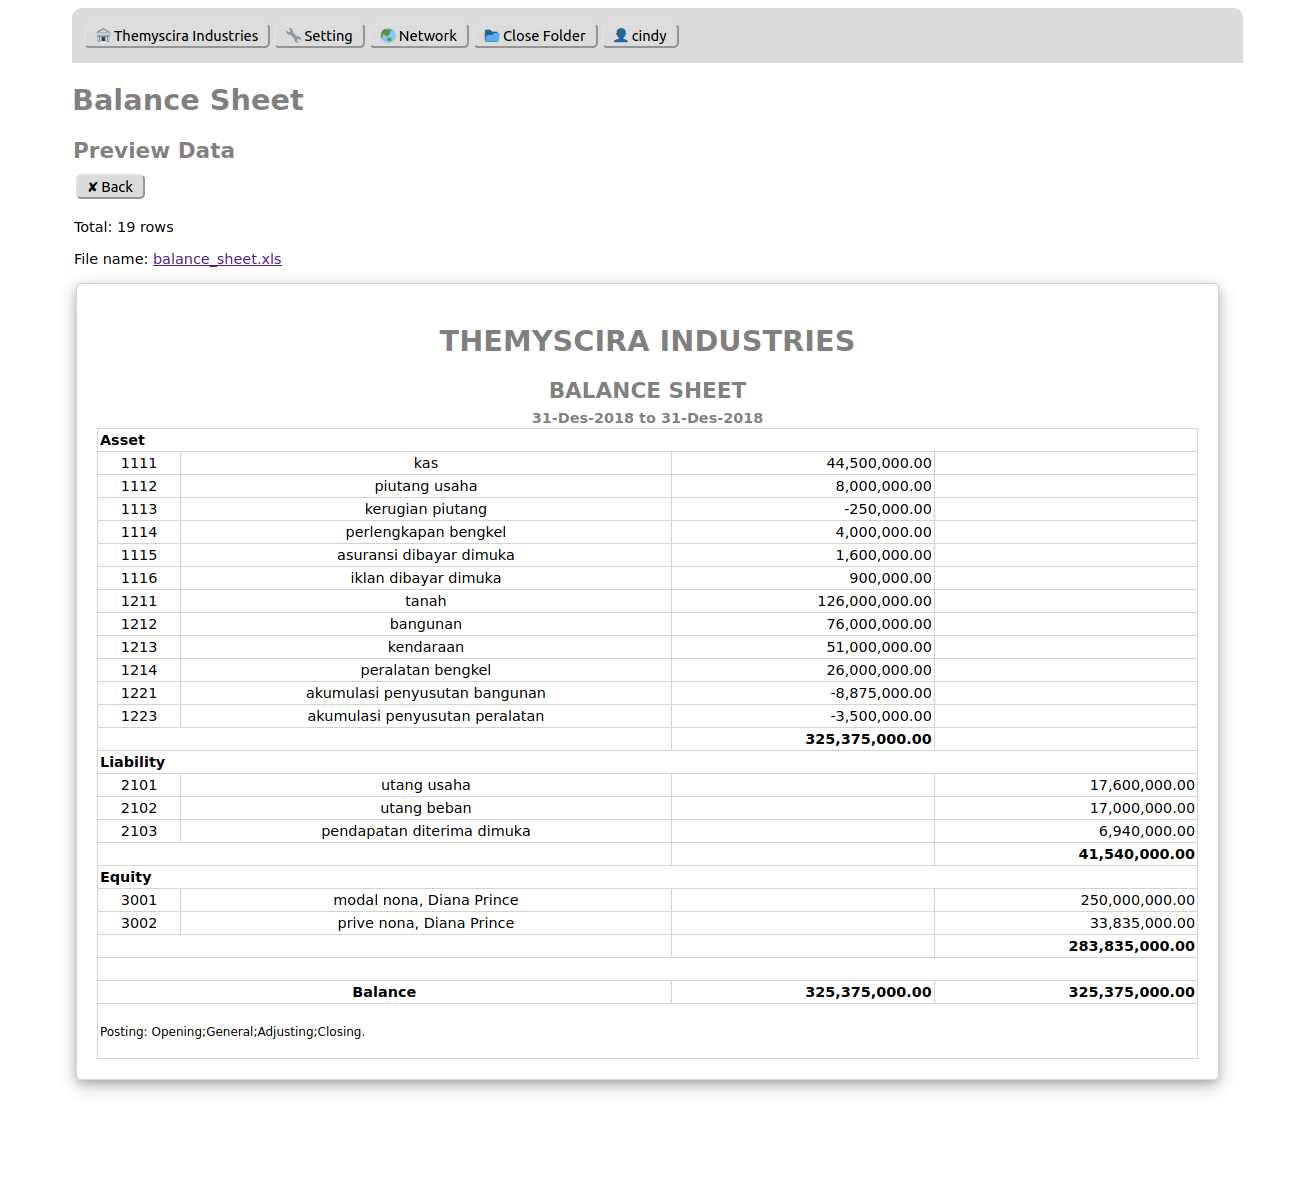 Themyscira Industries Setting Network Close Folder cindy
Balance Sheet
Preview Data
✘ Back
Total: 19 rows
File name: balance_sheet.xls
THEMYSCIRA INDUSTRIES
BALANCE SHEET
31-Des-2018 to 31-Des-2018
Asset
1111 kas 44,500,000.00
1112 piutang usaha 8,000,000.00
1113 kerugian piutang -250,000.00
1114 perlengkapan bengkel 4,000,000.00
1115 asuransi dibayar dimuka 1,600,000.00
1116 iklan dibayar dimuka 900,000.00
1211 tanah 126,000,000.00
1212 bangunan 76,000,000.00
1213 kendaraan 51,000,000.00
1214 peralatan bengkel 26,000,000.00
1221 akumulasi penyusutan bangunan -8,875,000.00
1223 akumulasi penyusutan peralatan -3,500,000.00
325,375,000.00
Liability
2101 utang usaha 17,600,000.00
2102 utang beban 17,000,000.00
2103 pendapatan diterima dimuka 6,940,000.00
41,540,000.00
Equity
3001 modal nona, Diana Prince 250,000,000.00
3002 prive nona, Diana Prince 33,835,000.00
283,835,000.00
Balance 325,375,000.00 325,375,000.00
Posting: Opening;General;Adjusting;Closing.